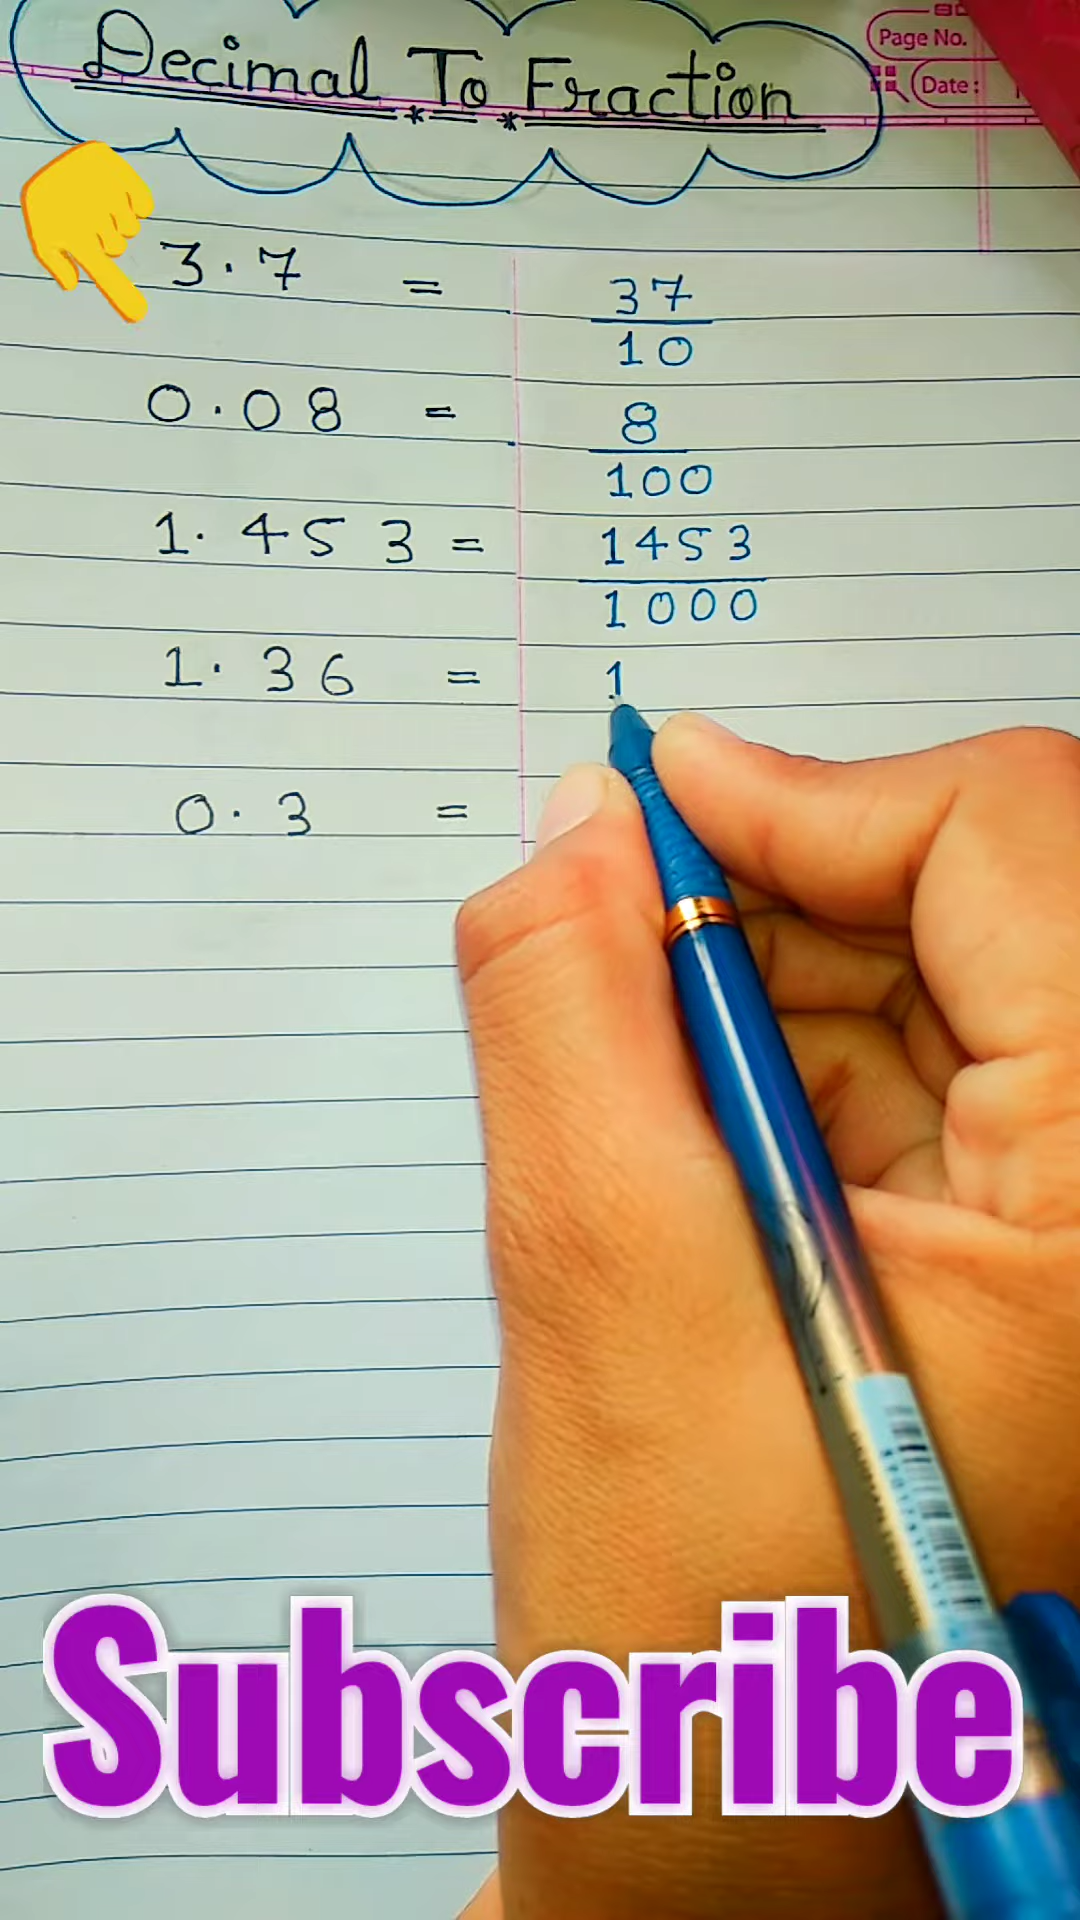 Page No.
Date:
Decimal To Fraction
3.7 = 37/10
0.08 = 8/100
1.453 = 1453/1000
1.36 = 1
0.3 =
Subscribe